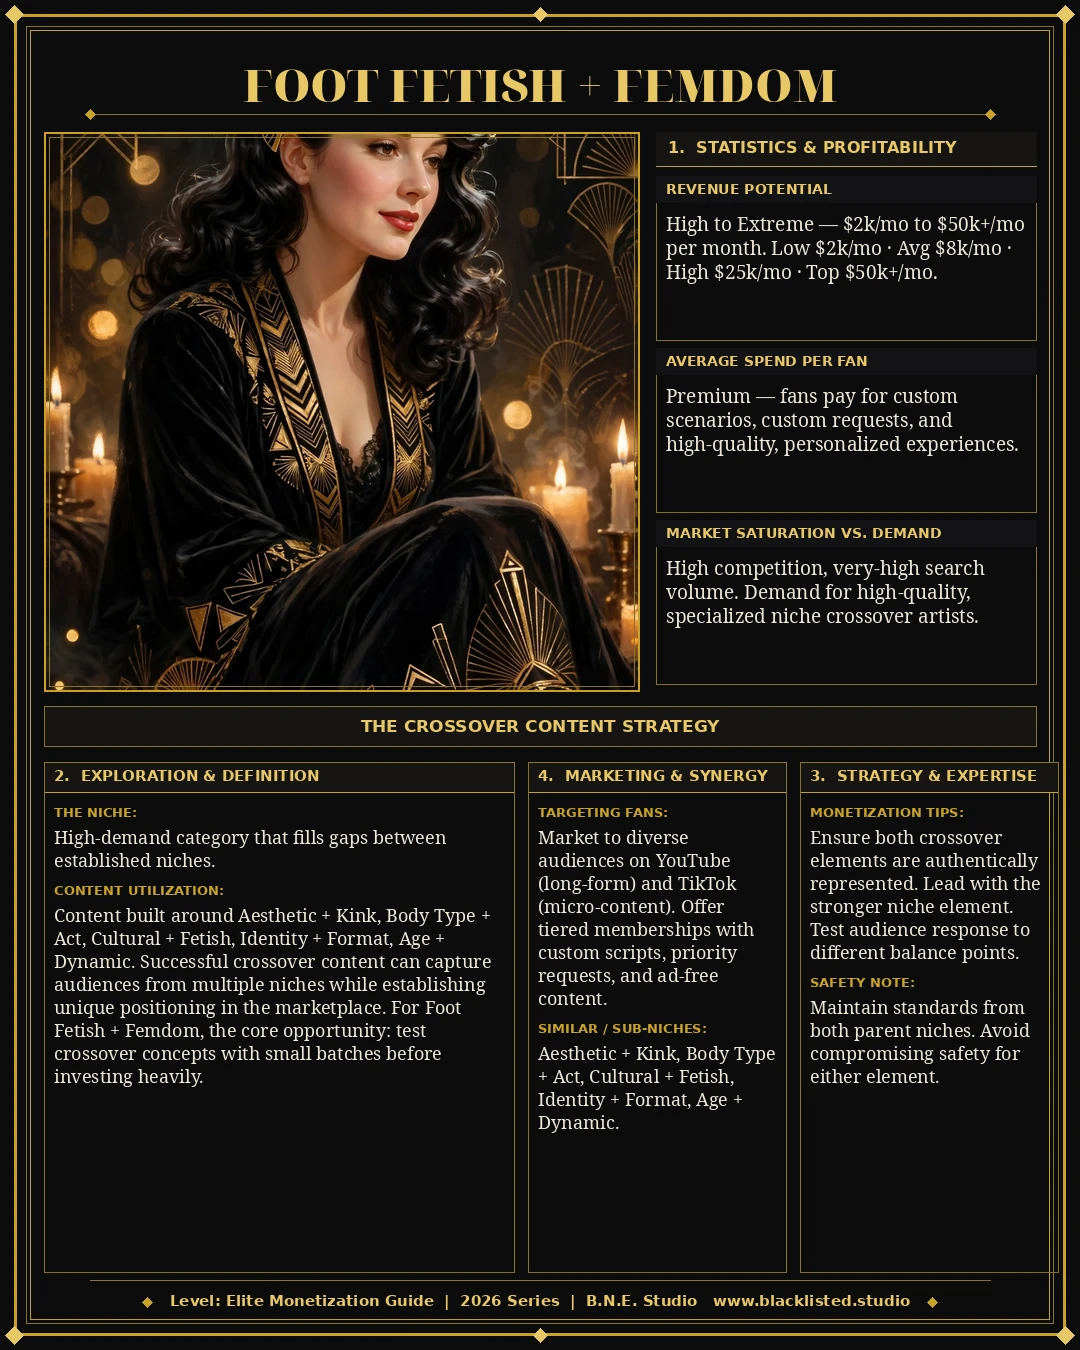 FOOT FETISH + FEMDOM
1. STATISTICS & PROFITABILITY
REVENUE POTENTIAL
High to Extreme — $2k/mo to $50k+/mo
per month. Low $2k/mo · Avg $8k/mo ·
High $25k/mo · Top $50k+/mo.
AVERAGE SPEND PER FAN
Premium — fans pay for custom
scenarios, custom requests, and
high-quality, personalized experiences.
MARKET SATURATION VS. DEMAND
High competition, very-high search
volume. Demand for high-quality,
specialized niche crossover artists.
THE CROSSOVER CONTENT STRATEGY
2. EXPLORATION & DEFINITION
THE NICHE:
High-demand category that fills gaps between
established niches.
CONTENT UTILIZATION:
Content built around Aesthetic + Kink, Body Type +
Act, Cultural + Fetish, Identity + Format, Age +
Dynamic. Successful crossover content can capture
audiences from multiple niches while establishing
unique positioning in the marketplace. For Foot
Fetish + Femdom, the core opportunity: test
crossover concepts with small batches before
investing heavily.
4. MARKETING & SYNERGY
TARGETING FANS:
Market to diverse
audiences on YouTube
(long-form) and TikTok
(micro-content). Offer
tiered memberships with
custom scripts, priority
requests, and ad-free
content.
SIMILAR / SUB-NICHES:
Aesthetic + Kink, Body Type
+ Act, Cultural + Fetish,
Identity + Format, Age +
Dynamic.
3. STRATEGY & EXPERTISE
MONETIZATION TIPS:
Ensure both crossover
elements are authentically
represented. Lead with the
stronger niche element.
Test audience response to
different balance points.
SAFETY NOTE:
Maintain standards from
both parent niches. Avoid
compromising safety for
either element.
Level: Elite Monetization Guide | 2026 Series | B.N.E. Studio www.blacklisted.studio